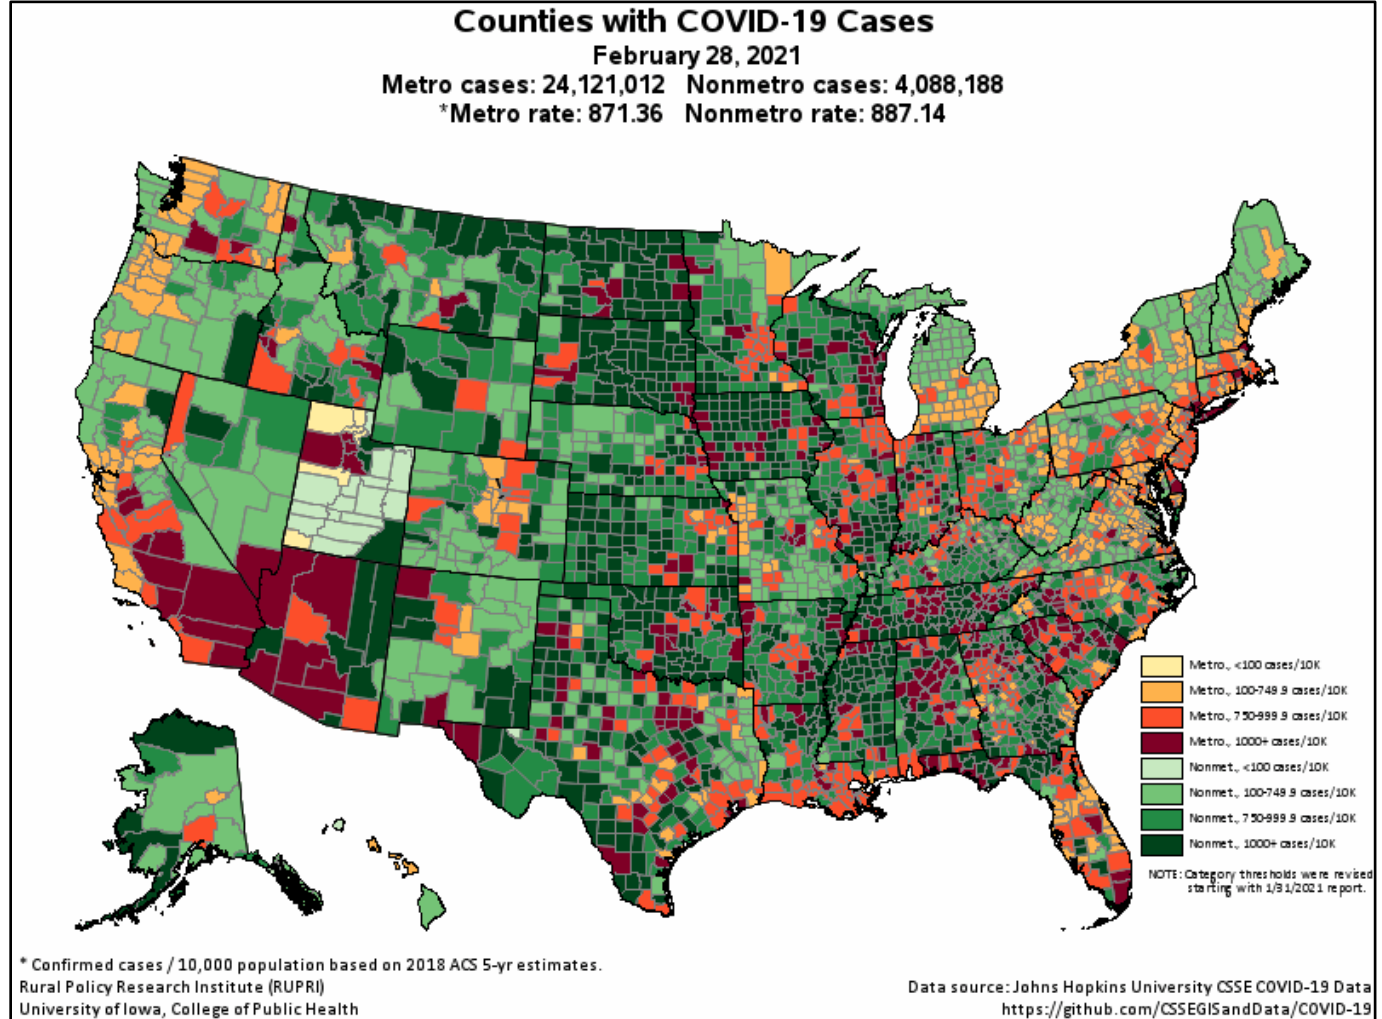 Counties with COVID-19 Cases
February 28, 2021
Metro cases: 24,121,012 Nonmetro cases: 4,088,188
*Metro rate: 871.36 Nonmetro rate: 887.14
Metro., <100 cases/10K
Metro., 100-749.9 cases/10K
Metro., 750-999.9 cases/10K
Metro., 1000+ cases/10K
Nonmet., <100 cases/10K
Nonmet., 100-749.9 cases/10K
Nonmet., 750-999.9 cases/10K
Nonmet., 1000+ cases/10K
NOTE: Category thresholds were revised
starting with 1/31/2021 report.
* Confirmed cases / 10,000 population based on 2018 ACS 5-yr estimates.
Rural Policy Research Institute (RUPRI)
University of Iowa, College of Public Health
Data source: Johns Hopkins University CSSE COVID-19 Data
https://github.com/CSSEGISandData/COVID-19